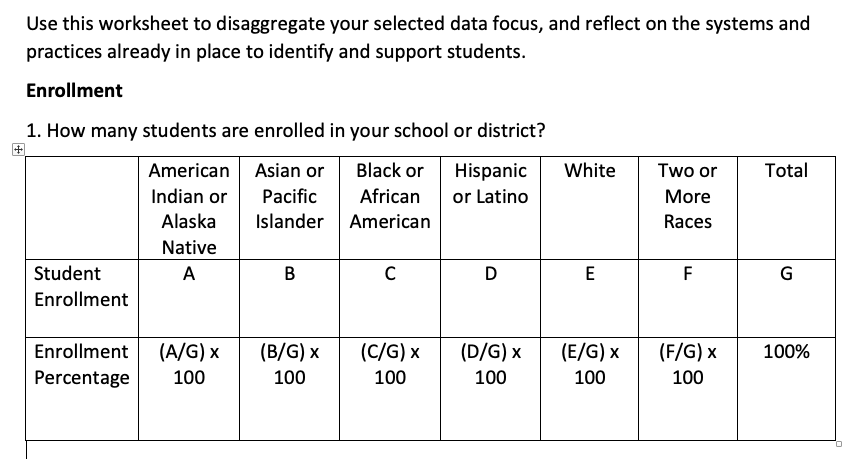 Use this worksheet to disaggregate your selected data focus, and reflect on the systems and
practices already in place to identify and support students.
Enrollment
1. How many students are enrolled in your school or district?
American Indian or Alaska Native
Asian or Pacific Islander
Black or African American
Hispanic or Latino
White
Two or More Races
Total
Student Enrollment
A
B
C
D
E
F
G
Enrollment Percentage
(A/G) x 100
(B/G) x 100
(C/G) x 100
(D/G) x 100
(E/G) x 100
(F/G) x 100
100%